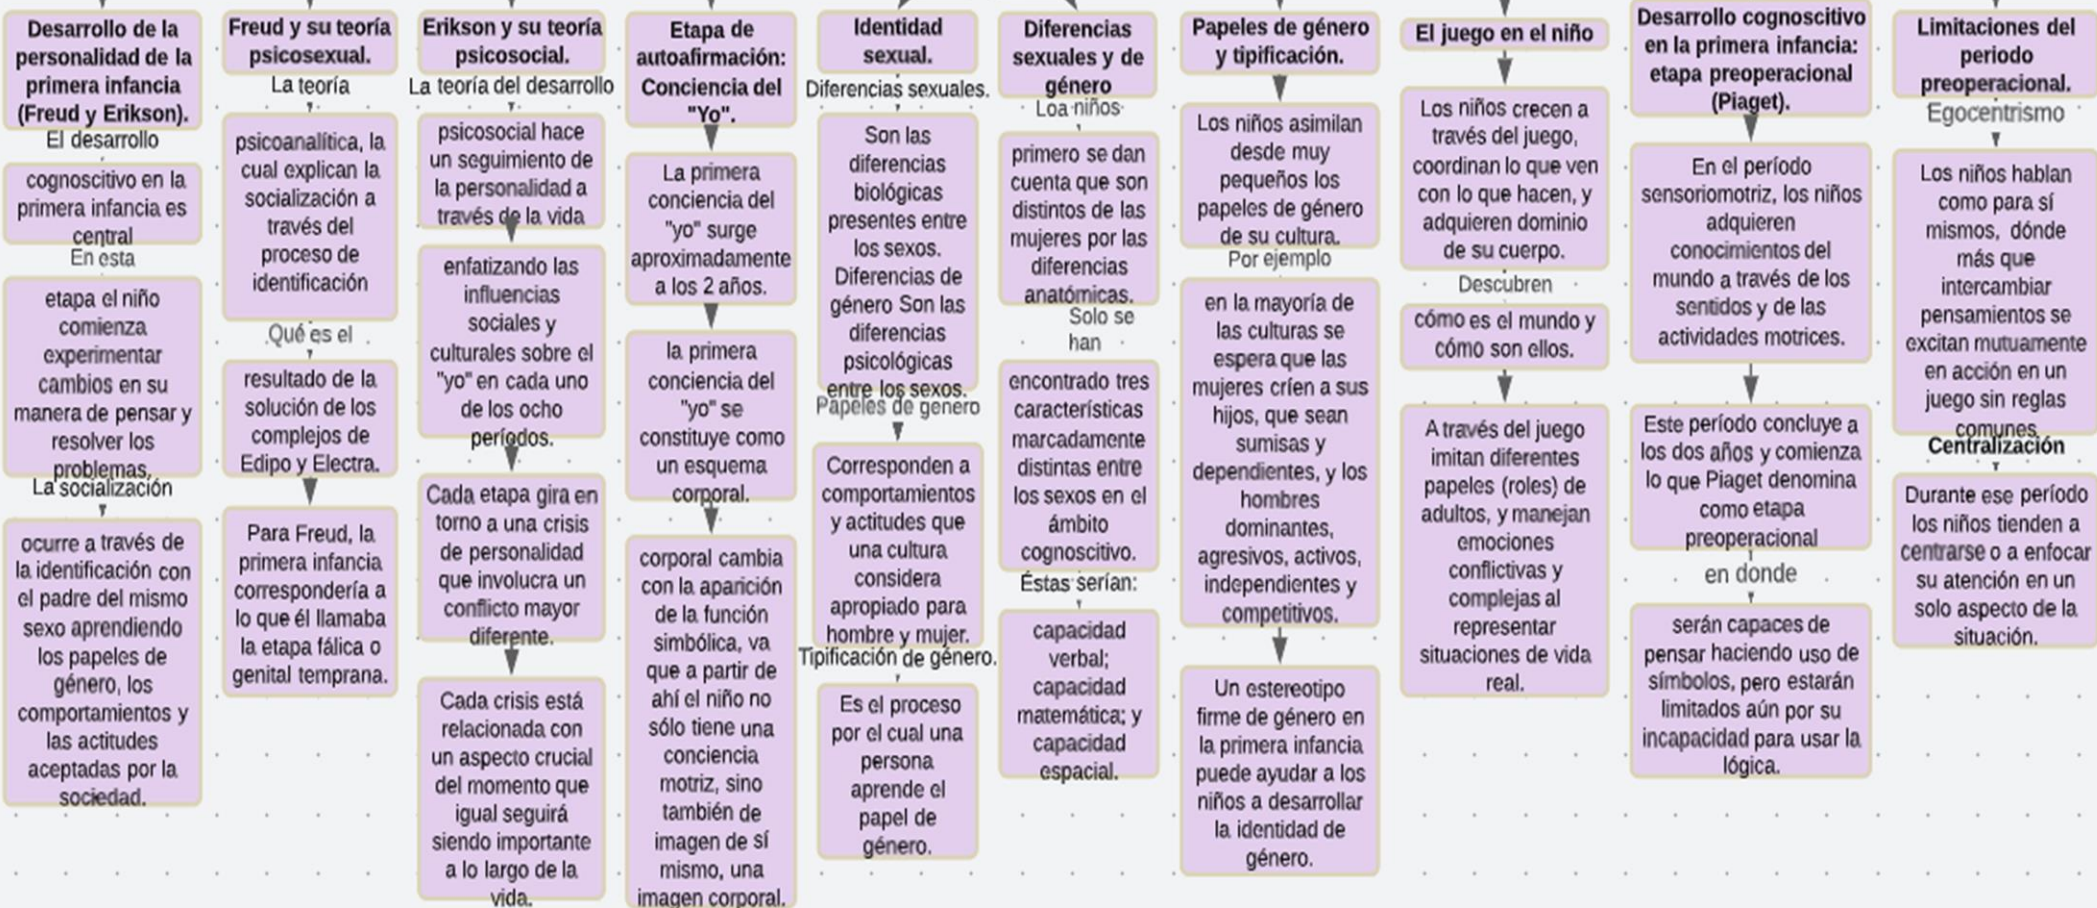 Desarrollo de la
personalidad de la
primera infancia
(Freud y Erikson).
El desarrollo
cognoscitivo en la
primera infancia es
central
En esta
etapa el niño
comienza
experimentar
cambios en su
manera de pensar y
resolver los
problemas.
La socialización
ocurre a través de
la identificación con
el padre del mismo
sexo aprendiendo
los papeles de
género, los
comportamientos y
las actitudes
aceptadas por la
sociedad.
Freud y su teoría
psicosexual.
La teoría
psicoanalítica, la
cual explican la
socialización a
través del
proceso de
identificación
Qué es el
resultado de la
solución de los
complejos de
Edipo y Electra.
Para Freud, la
primera infancia
correspondería a
lo que él llamaba
la etapa fálica o
genital temprana.
Erikson y su teoría
psicosocial.
La teoría del desarrollo
psicosocial hace
un seguimiento de
la personalidad a
través de la vida
enfatizando las
influencias
sociales y
culturales sobre el
"yo" en cada uno
de los ocho
períodos.
Cada etapa gira en
torno a una crisis
de personalidad
que involucra un
conflicto mayor
diferente.
Cada crisis está
relacionada con
un aspecto crucial
del momento que
igual seguirá
siendo importante
a lo largo de la
vida.
Etapa de
autoafirmación:
Conciencia del
"Yo".
La primera
conciencia del
"yo" surge
aproximadamente
a los 2 años.
la primera
conciencia del
"yo" se
constituye como
un esquema
corporal.
corporal cambia
con la aparición
de la función
simbólica, va
que a partir de
ahí el niño no
sólo tiene una
conciencia
motriz, sino
también de
imagen de sí
mismo, una
imagen corporal.
Identidad
sexual.
Diferencias sexuales.
Son las
diferencias
biológicas
presentes entre
los sexos.
Diferencias de
género Son las
diferencias
psicológicas
entre los sexos.
Papeles de genero
Corresponden a
comportamientos
y actitudes que
una cultura
considera
apropiado para
hombre y mujer.
Tipificación de género.
Es el proceso
por el cual una
persona
aprende el
papel de
género.
Diferencias
sexuales y de
género
Loa niños
primero se dan
cuenta que son
distintos de las
mujeres por las
diferencias
anatómicas.
Solo se
han
encontrado tres
características
marcadamente
distintas entre
los sexos en el
ámbito
cognoscitivo.
Éstas serían:
capacidad
verbal;
capacidad
matemática; y
capacidad
espacial.
Papeles de género
y tipificación.
Los niños asimilan
desde muy
pequeños los
papeles de género
de su cultura.
Por ejemplo
en la mayoría de
las culturas se
espera que las
mujeres críen a sus
hijos, que sean
sumisas y
dependientes, y los
hombres
dominantes,
agresivos, activos,
independientes y
competitivos.
Un estereotipo
firme de género en
la primera infancia
puede ayudar a los
niños a desarrollar
la identidad de
género.
El juego en el niño
Los niños crecen a
través del juego,
coordinan lo que ven
con lo que hacen, y
adquieren dominio
de su cuerpo.
Descubren
cómo es el mundo y
cómo son ellos.
A través del juego
imitan diferentes
papeles (roles) de
adultos, y manejan
emociones
conflictivas y
complejas al
representar
situaciones de vida
real.
Desarrollo cognoscitivo
en la primera infancia:
etapa preoperacional
(Piaget).
En el período
sensoriomotriz, los niños
adquieren
conocimientos del
mundo a través de los
sentidos y de las
actividades motrices.
Este período concluye a
los dos años y comienza
lo que Piaget denomina
como etapa
preoperacional
en donde
serán capaces de
pensar haciendo uso de
símbolos, pero estarán
limitados aún por su
incapacidad para usar la
lógica.
Limitaciones del
periodo
preoperacional.
Egocentrismo
Los niños hablan
como para sí
mismos, dónde
más que
intercambiar
pensamientos se
excitan mutuamente
en acción en un
juego sin reglas
comunes
Centralización
Durante ese período
los niños tienden a
centrarse o a enfocar
su atención en un
solo aspecto de la
situación.